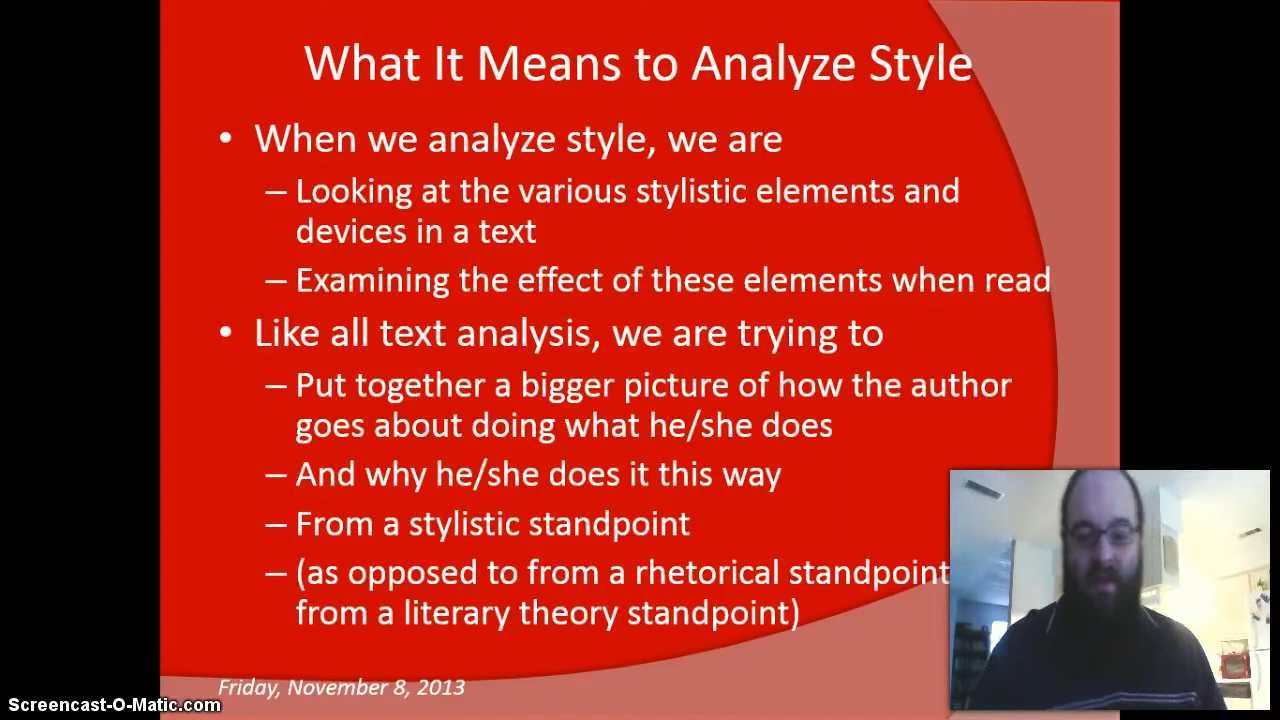 What It Means to Analyze Style
• When we analyze style, we are
– Looking at the various stylistic elements and
devices in a text
– Examining the effect of these elements when read
• Like all text analysis, we are trying to
– Put together a bigger picture of how the author
goes about doing what he/she does
– And why he/she does it this way
– From a stylistic standpoint
– (as opposed to from a rhetorical standpoint
from a literary theory standpoint)
Friday, November 8, 2013
Screencast-O-Matic.com